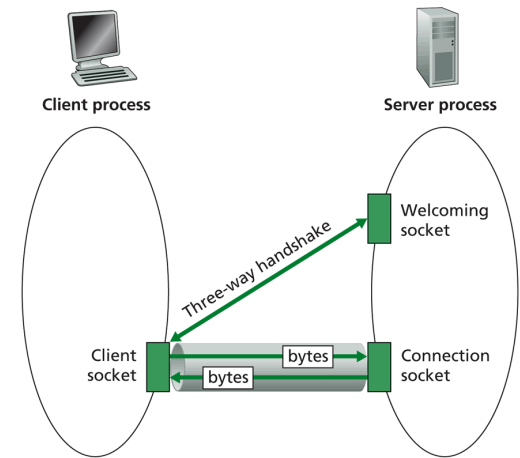 Client process
Server process
Welcoming
socket
Three-way handshake
Client
socket
bytes
bytes
Connection
socket